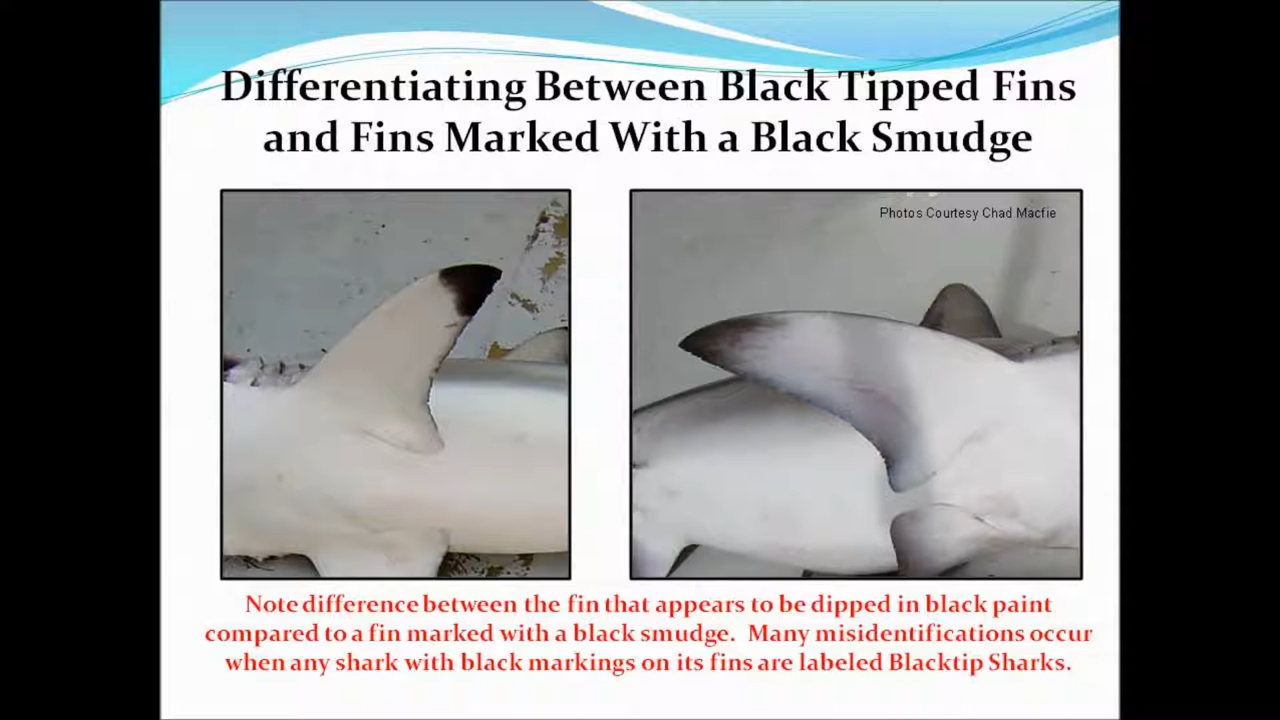 Differentiating Between Black Tipped Fins
and Fins Marked With a Black Smudge
Photos Courtesy Chad Macfie
Note difference between the fin that appears to be dipped in black paint
compared to a fin marked with a black smudge. Many misidentifications occur
when any shark with black markings on its fins are labeled Blacktip Sharks.